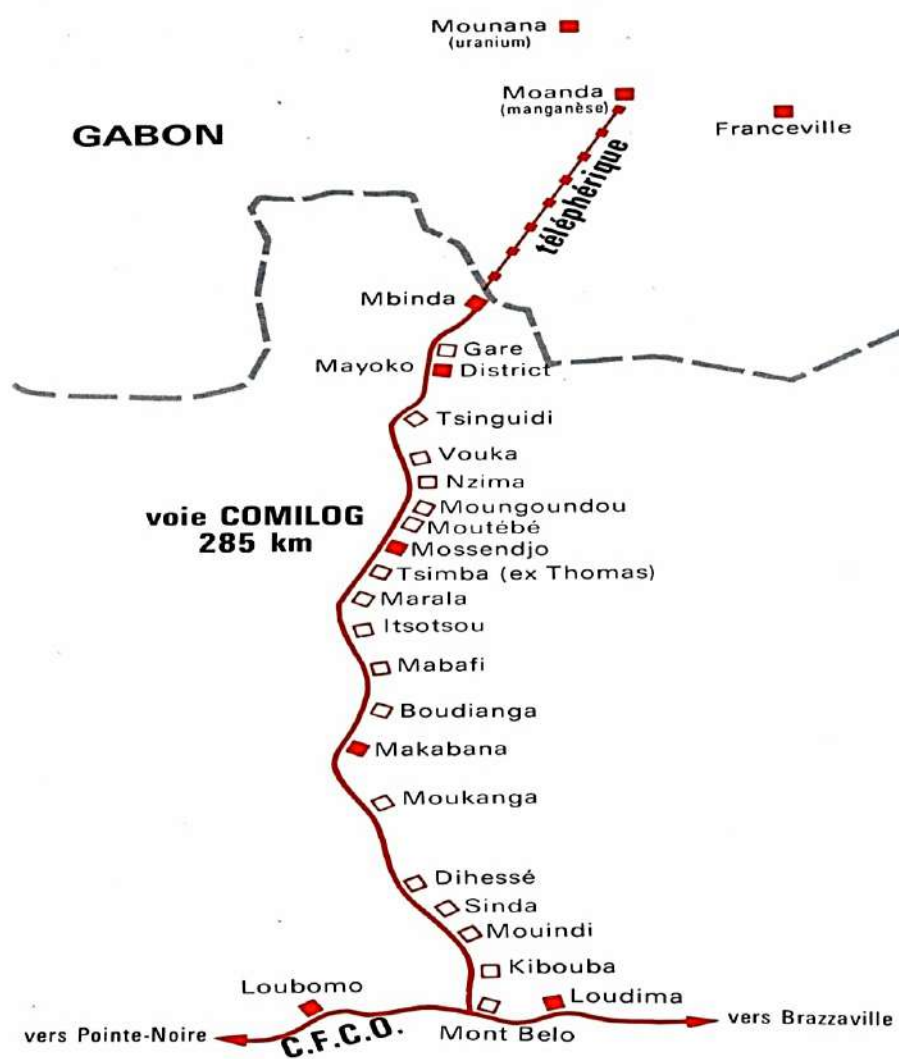 Mounana
(uranium)
Moanda
(manganèse)
Franceville
GABON
téléphérique
Mbinda
Gare
Mayoko
District
Tsinguidi
Vouka
Nzima
voie COMILOG
285 km
Moungoundou
Moutébé
Mossendjo
Tsimba (ex Thomas)
Marala
Itsotsou
Mabafi
Boudianga
Makabana
Moukanga
Dihessé
Sinda
Mouindi
Kibouba
Loubomo
Loudima
Mont Belo
vers Pointe-Noire
C.F.C.O.
vers Brazzaville